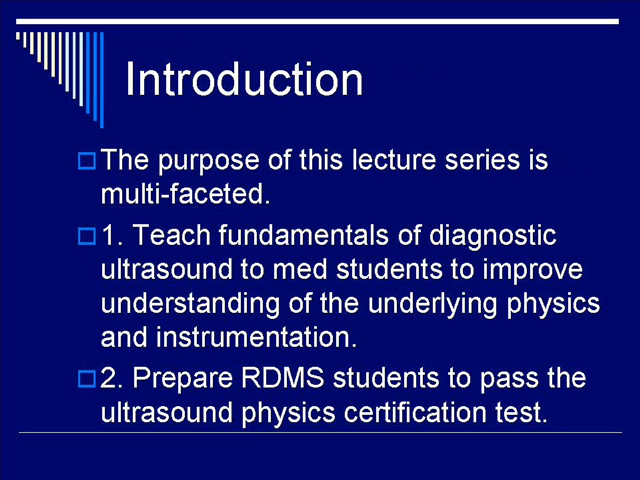 Introduction
The purpose of this lecture series is
multi-faceted.
1. Teach fundamentals of diagnostic
ultrasound to med students to improve
understanding of the underlying physics
and instrumentation.
2. Prepare RDMS students to pass the
ultrasound physics certification test.